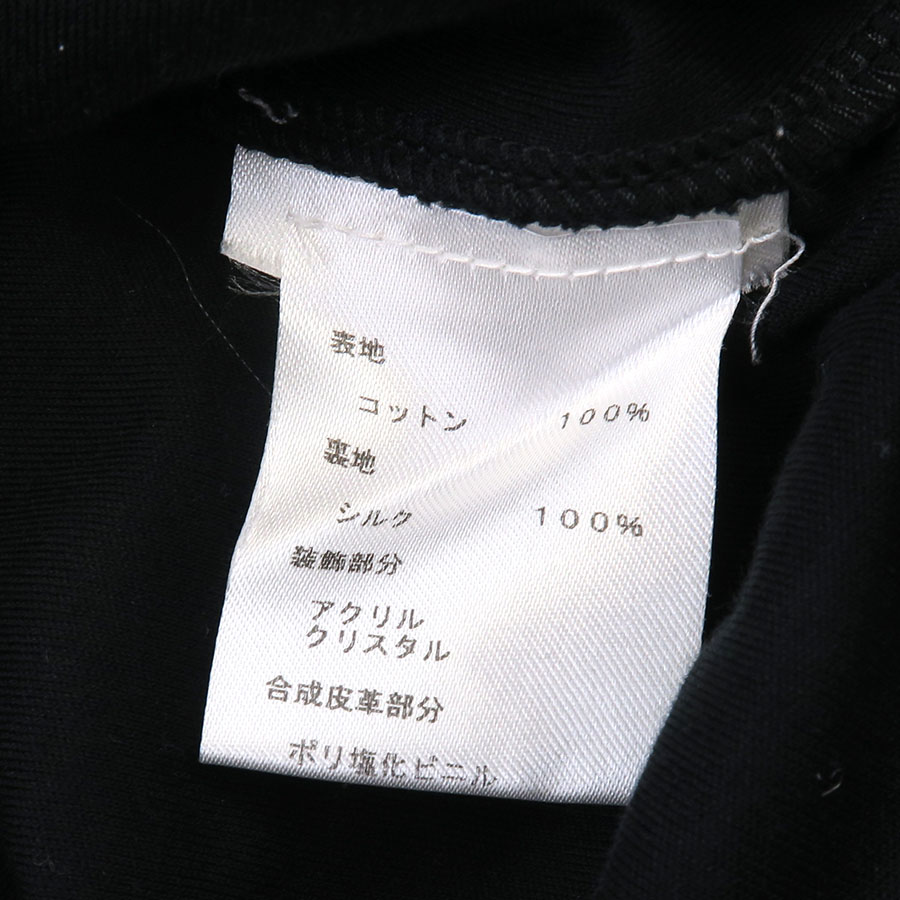 表地
コットン 100%
裏地
シルク 100%
装飾部分
アクリル
クリスタル
合成皮革部分
ポリ塩化ビニル